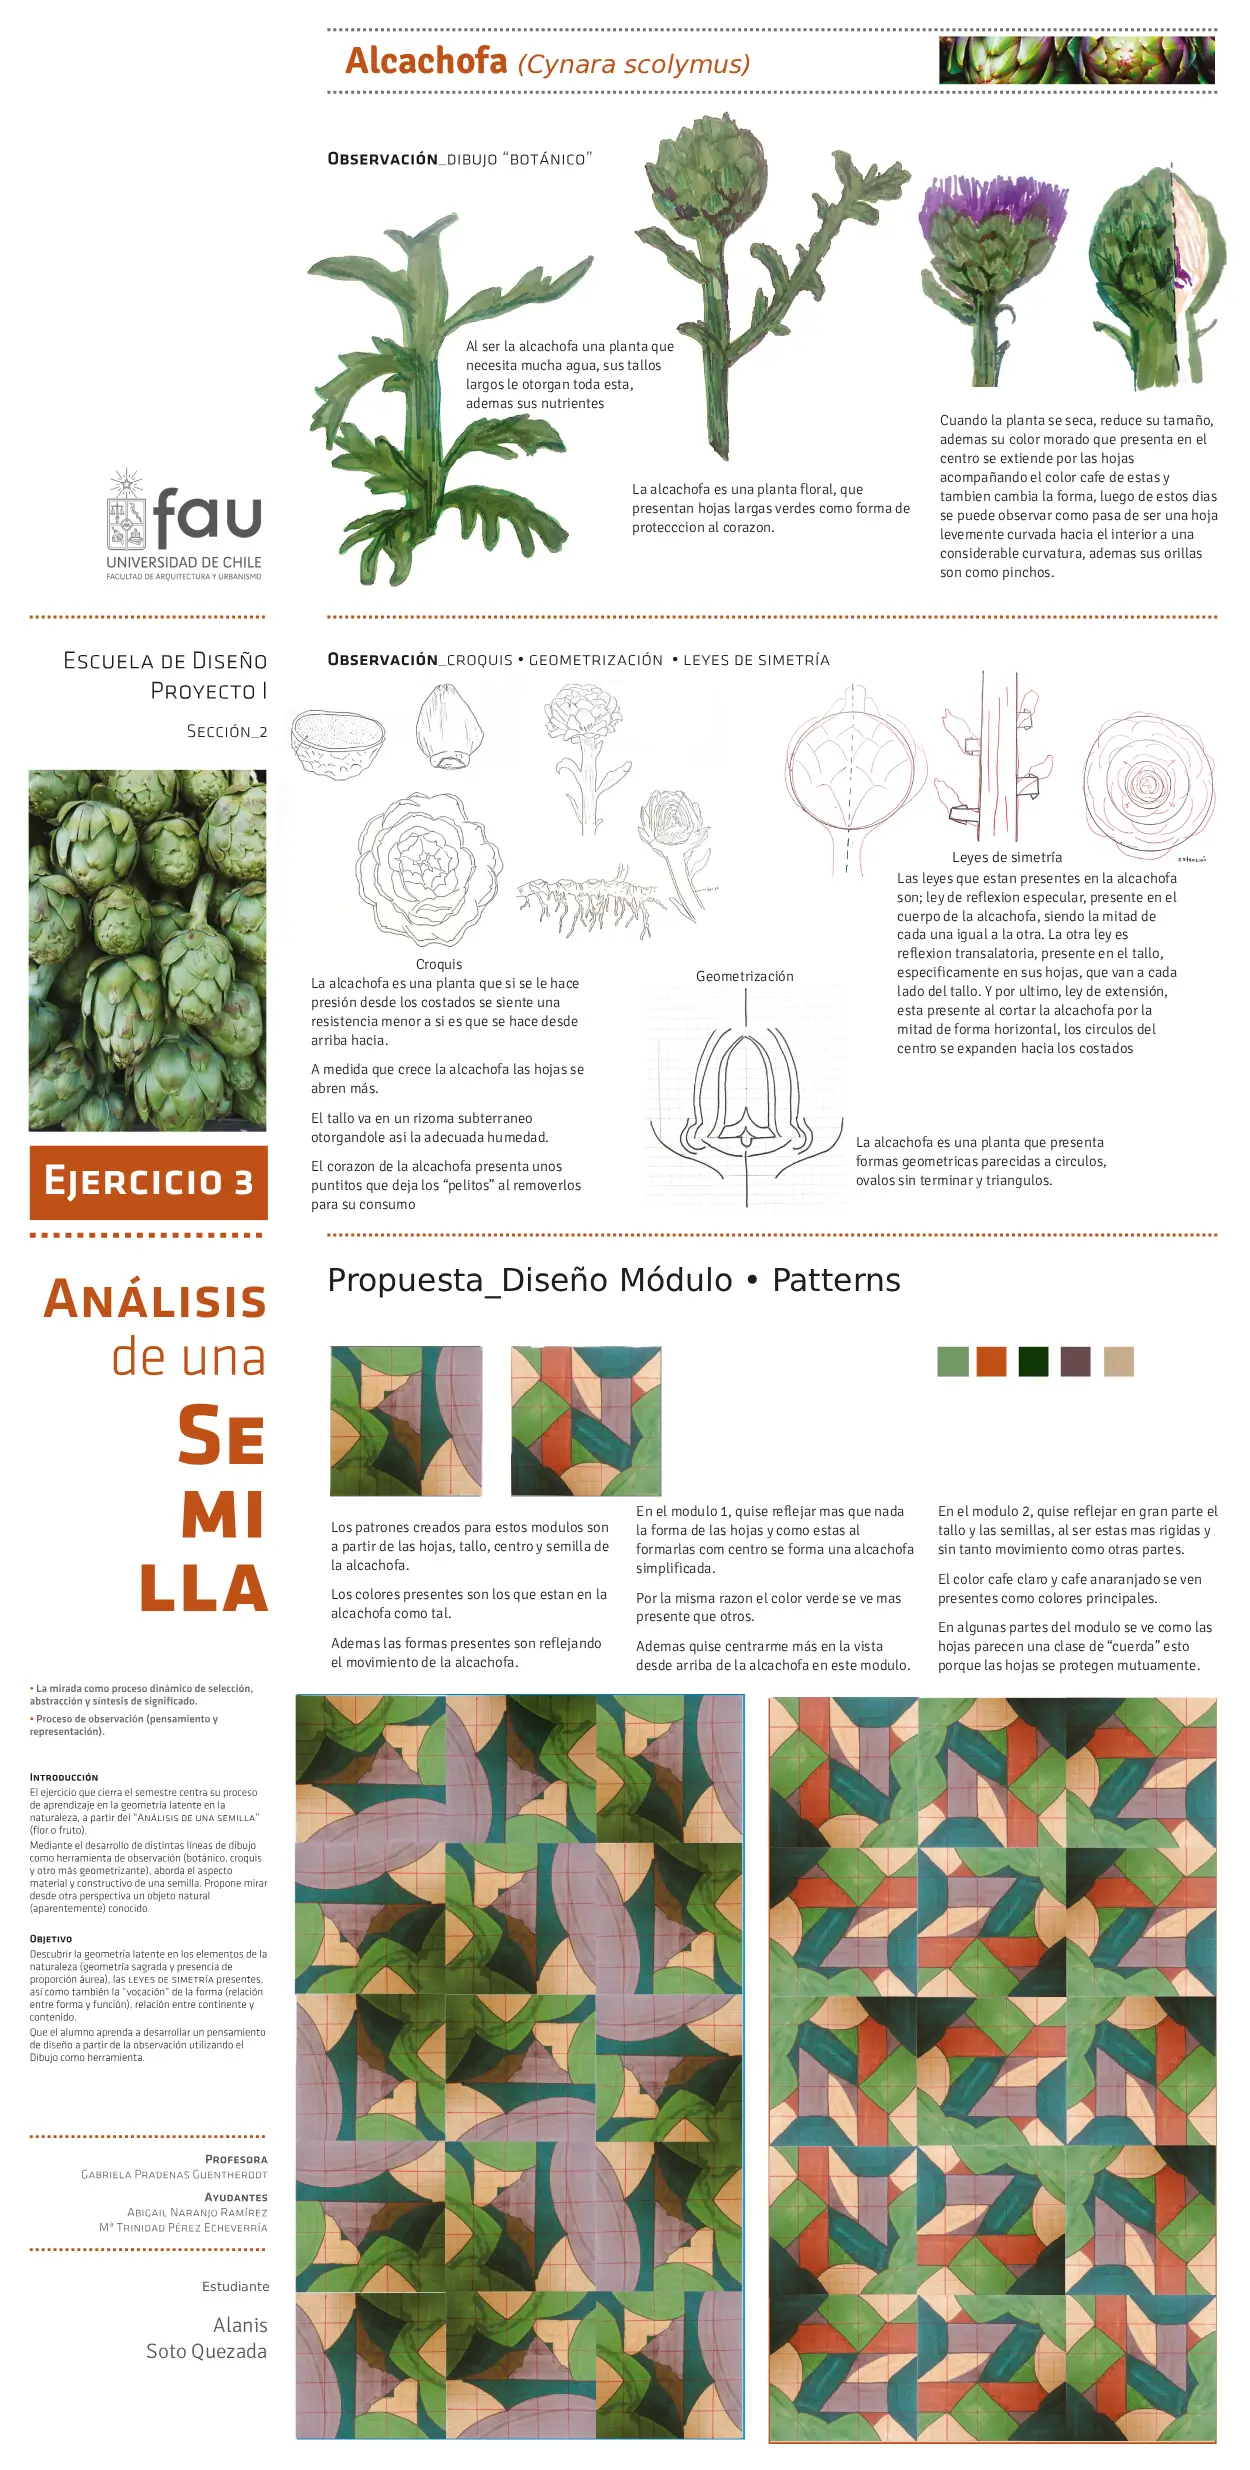 Alcachofa (Cynara scolymus)
Observación_dibujo “botánico”
Al ser la alcachofa una planta que
necesita mucha agua, sus tallos
largos le otorgan toda esta,
ademas sus nutrientes
La alcachofa es una planta floral, que
presentan hojas largas verdes como forma de
protecccion al corazon.
Cuando la planta se seca, reduce su tamaño,
ademas su color morado que presenta en el
centro se extiende por las hojas
acompañando el color cafe de estas y
tambien cambia la forma, luego de estos dias
se puede observar como pasa de ser una hoja
levemente curvada hacia el interior a una
considerable curvatura, ademas sus orillas
son como pinchos.
fau
UNIVERSIDAD DE CHILE
FACULTAD DE ARQUITECTURA Y URBANISMO
Escuela de Diseño
Proyecto I
Sección_2
Observación_croquis • geometrización • leyes de simetría
extensión
Croquis
La alcachofa es una planta que si se le hace
presión desde los costados se siente una
resistencia menor a si es que se hace desde
arriba hacia.
A medida que crece la alcachofa las hojas se
abren más.
El tallo va en un rizoma subterraneo
otorgandole asi la adecuada humedad.
El corazon de la alcachofa presenta unos
puntitos que deja los “pelitos” al removerlos
para su consumo
Geometrización
Leyes de simetría
Las leyes que estan presentes en la alcachofa
son; ley de reflexion especular, presente en el
cuerpo de la alcachofa, siendo la mitad de
cada una igual a la otra. La otra ley es
reflexion transalatoria, presente en el tallo,
especificamente en sus hojas, que van a cada
lado del tallo. Y por ultimo, ley de extensión,
esta presente al cortar la alcachofa por la
mitad de forma horizontal, los circulos del
centro se expanden hacia los costados
La alcachofa es una planta que presenta
formas geometricas parecidas a circulos,
ovalos sin terminar y triangulos.
Ejercicio 3
Análisis
de una
Se
mi
lla
Propuesta_Diseño Módulo • Patterns
Los patrones creados para estos modulos son
a partir de las hojas, tallo, centro y semilla de
la alcachofa.
Los colores presentes son los que estan en la
alcachofa como tal.
Ademas las formas presentes son reflejando
el movimiento de la alcachofa.
En el modulo 1, quise reflejar mas que nada
la forma de las hojas y como estas al
formarlas com centro se forma una alcachofa
simplificada.
Por la misma razon el color verde se ve mas
presente que otros.
Ademas quise centrarme más en la vista
desde arriba de la alcachofa en este modulo.
En el modulo 2, quise reflejar en gran parte el
tallo y las semillas, al ser estas mas rigidas y
sin tanto movimiento como otras partes.
El color cafe claro y cafe anaranjado se ven
presentes como colores principales.
En algunas partes del modulo se ve como las
hojas parecen una clase de “cuerda” esto
porque las hojas se protegen mutuamente.
• La mirada como proceso dinámico de selección,
abstracción y síntesis de significado.
• Proceso de observación (pensamiento y
representación).
Introducción
El ejercicio que cierra el semestre centra su proceso
de aprendizaje en la geometría latente en la
naturaleza, a partir del “Análisis de una semilla”
(flor o fruto).
Mediante el desarrollo de distintas líneas de dibujo
como herramienta de observación (botánico, croquis
y otro más geometrizante), aborda el aspecto
material y constructivo de una semilla. Propone mirar
desde otra perspectiva un objeto natural
(aparentemente) conocido.
Objetivo
Descubrir la geometría latente en los elementos de la
naturaleza (geometría sagrada y presencia de
proporción áurea), las leyes de simetría presentes,
así como también la “vocación” de la forma (relación
entre forma y función), relación entre continente y
contenido.
Que el alumno aprenda a desarrollar un pensamiento
de diseño a partir de la observación utilizando el
Dibujo como herramienta.
Profesora
Gabriela Pradenas Guentherodt
Ayudantes
Abigail Naranjo Ramírez
Mª Trinidad Pérez Echeverría
Estudiante
Alanis
Soto Quezada